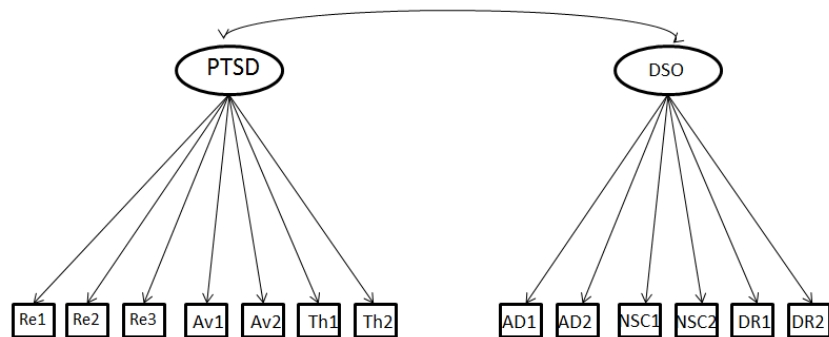 PTSD DSO
Re1 Re2 Re3 Av1 Av2 Th1 Th2 AD1 AD2 NSC1 NSC2 DR1 DR2